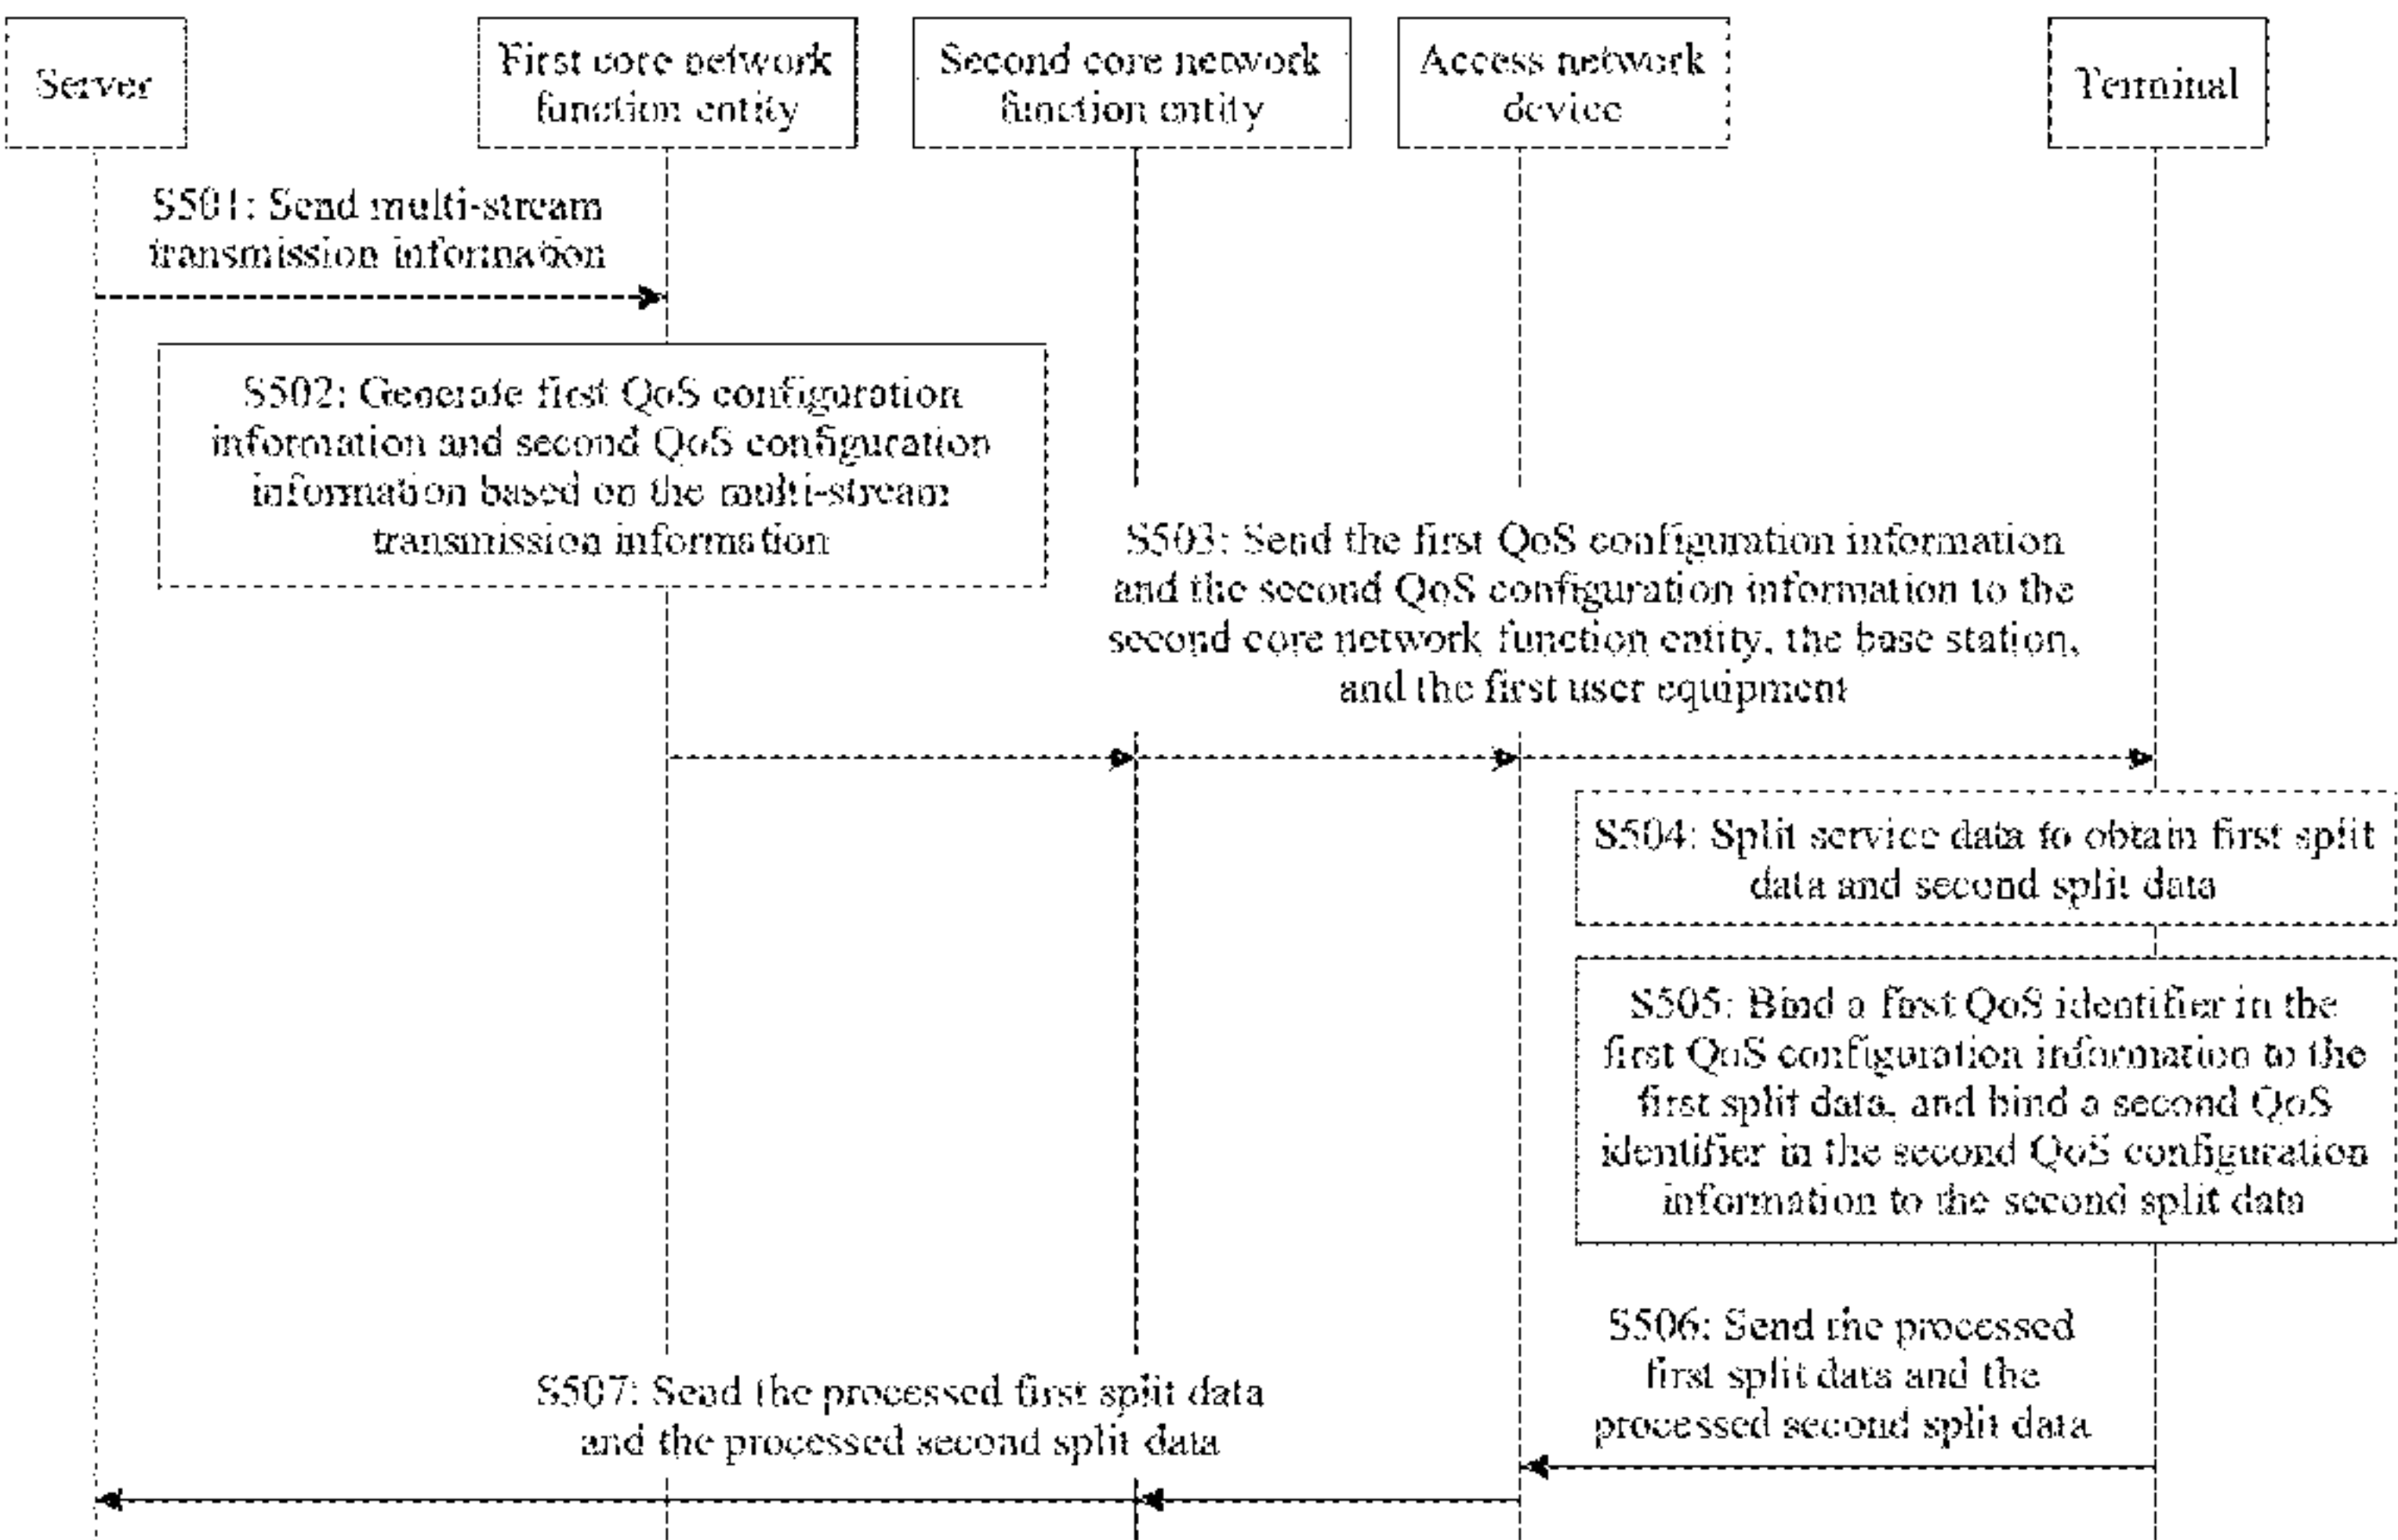 Server
First core network
function entity
Second core network
function entity
Access network
device
Terminal
S501: Send multi-stream
transmission information
S502: Generate first QoS configuration
information and second QoS configuration
information based on the multi-stream
transmission information
S503: Send the first QoS configuration information
and the second QoS configuration information to the
second core network function entity, the base station,
and the first user equipment
S504: Split service data to obtain first split
data and second split data
S505: Bind a first QoS identifier in the
first QoS configuration information to the
first split data, and bind a second QoS
identifier in the second QoS configuration
information to the second split data
S506: Send the processed
first split data and the
processed second split data
S507: Send the processed first split data
and the processed second split data